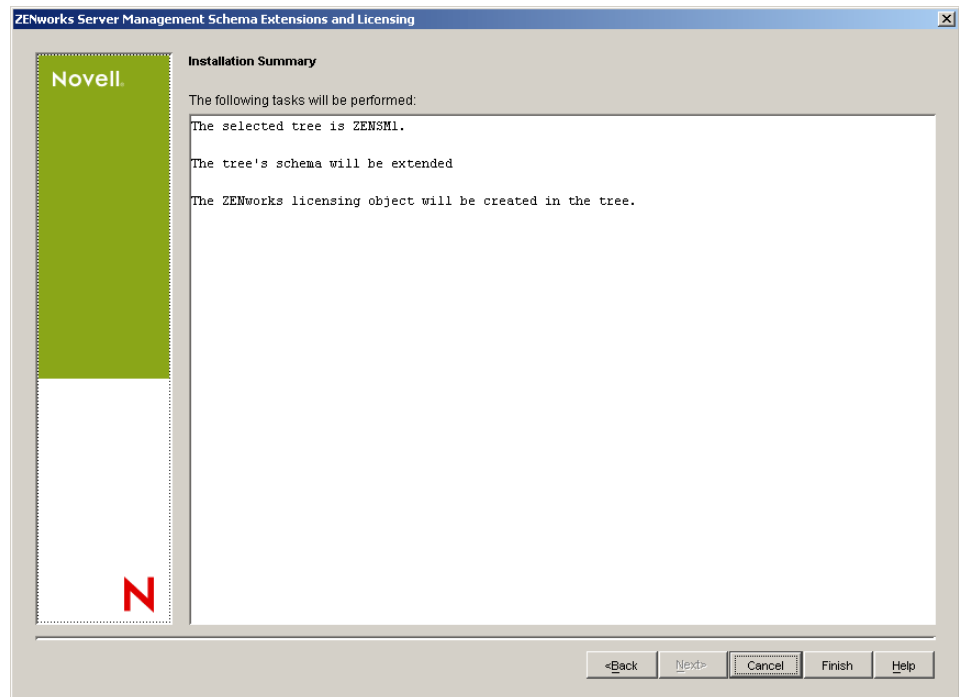 ZENworks Server Management Schema Extensions and Licensing
Novell.
Installation Summary
The following tasks will be performed:
The selected tree is ZENSM1.
The tree's schema will be extended
The ZENworks licensing object will be created in the tree.
N
<Back
Next>
Cancel
Finish
Help